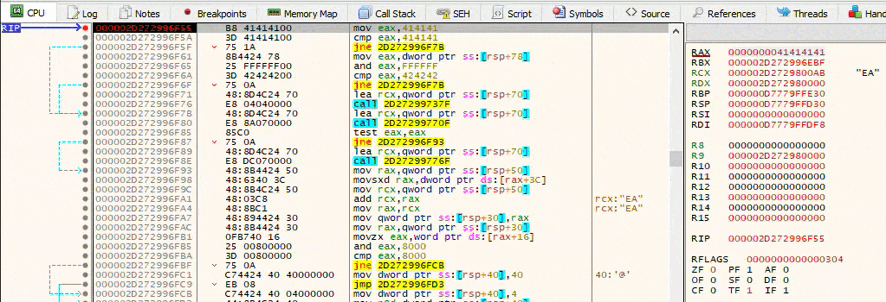 CPU Log Notes Breakpoints Memory Map Call Stack SEH Script Symbols Source References Threads
RIP 000002D272996F55 B8 41414100 mov eax,414141
000002D272996F5A 3D 41414100 cmp eax,414141
000002D272996F5F 75 1A jne 2D272996F7B
000002D272996F61 8B4424 78 mov eax,dword ptr ss:[rsp+78]
000002D272996F65 25 FFFFFF00 and eax,FFFFFF
000002D272996F6A 3D 42424200 cmp eax,424242
000002D272996F6F 75 0A jne 2D272996F7B
000002D272996F71 48:8D4C24 70 lea rcx,qword ptr ss:[rsp+70]
000002D272996F76 E8 04040000 call 2D27299737F
000002D272996F7B 48:8D4C24 70 lea rcx,qword ptr ss:[rsp+70]
000002D272996F80 E8 8A070000 call 2D27299770F
000002D272996F85 85C0 test eax,eax
000002D272996F87 75 0A jne 2D272996F93
000002D272996F89 48:8D4C24 70 lea rcx,qword ptr ss:[rsp+70]
000002D272996F8E E8 DC070000 call 2D27299776F
000002D272996F93 48:8B4424 50 mov rax,qword ptr ss:[rsp+50]
000002D272996F98 48:6340 3C movsxd rax,dword ptr ds:[rax+3C]
000002D272996F9C 48:8B4C24 50 mov rcx,qword ptr ss:[rsp+50]
000002D272996FA1 48:03C8 add rcx,rax rcx:"EA"
000002D272996FA4 48:8BC1 mov rax,rcx rcx:"EA"
000002D272996FA7 48:894424 30 mov qword ptr ss:[rsp+30],rax
000002D272996FAC 48:8B4424 30 mov rax,qword ptr ss:[rsp+30]
000002D272996FB1 0FB740 16 movzx eax,word ptr ds:[rax+16]
000002D272996FB5 25 00800000 and eax,8000
000002D272996FBA 3D 00800000 cmp eax,8000
000002D272996FBF 75 0A jne 2D272996FCB
000002D272996FC1 C74424 40 40000000 mov dword ptr ss:[rsp+40],40 40:'@'
000002D272996FC9 EB 08 jmp 2D272996FD3
000002D272996FCB C74424 40 04000000 mov dword ptr ss:[rsp+40],4
RAX 0000000041414141
RBX 000002D272996EBF
RCX 000002D2729800AB "EA"
RDX 000002D272980000
RBP 0000000D7779FFE30
RSP 0000000D7779FFD30
RSI 0000000000000000
RDI 0000000D7779FFDF8
R8 0000000000000000
R9 000002D272980000
R10 0000000000000000
R11 0000000000000000
R12 0000000000000000
R13 0000000000000000
R14 0000000000000000
R15 0000000000000000
RIP 000002D272996F55
RFLAGS 0000000000000304
ZF 0 PF 1 AF 0
OF 0 SF 0 DF 0
CF 0 TF 1 IF 1